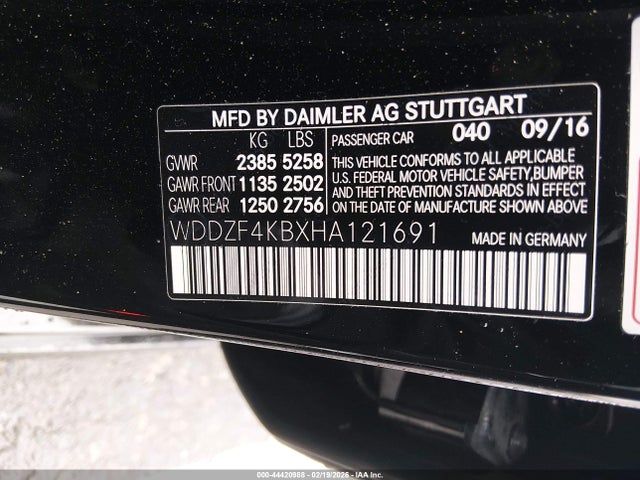 MFD BY DAIMLER AG STUTTGART
KG LBS
GVWR 2385 5258
GAWR FRONT 1135 2502
GAWR REAR 1250 2756
PASSENGER CAR 040 09/16
THIS VEHICLE CONFORMS TO ALL APPLICABLE
U.S. FEDERAL MOTOR VEHICLE SAFETY,BUMPER
AND THEFT PREVENTION STANDARDS IN EFFECT
ON THE DATE OF MANUFACTURE SHOWN ABOVE
WDDZF4KBXHA121691 MADE IN GERMANY
000-44420988 - 02/19/2026 - IAA Inc.